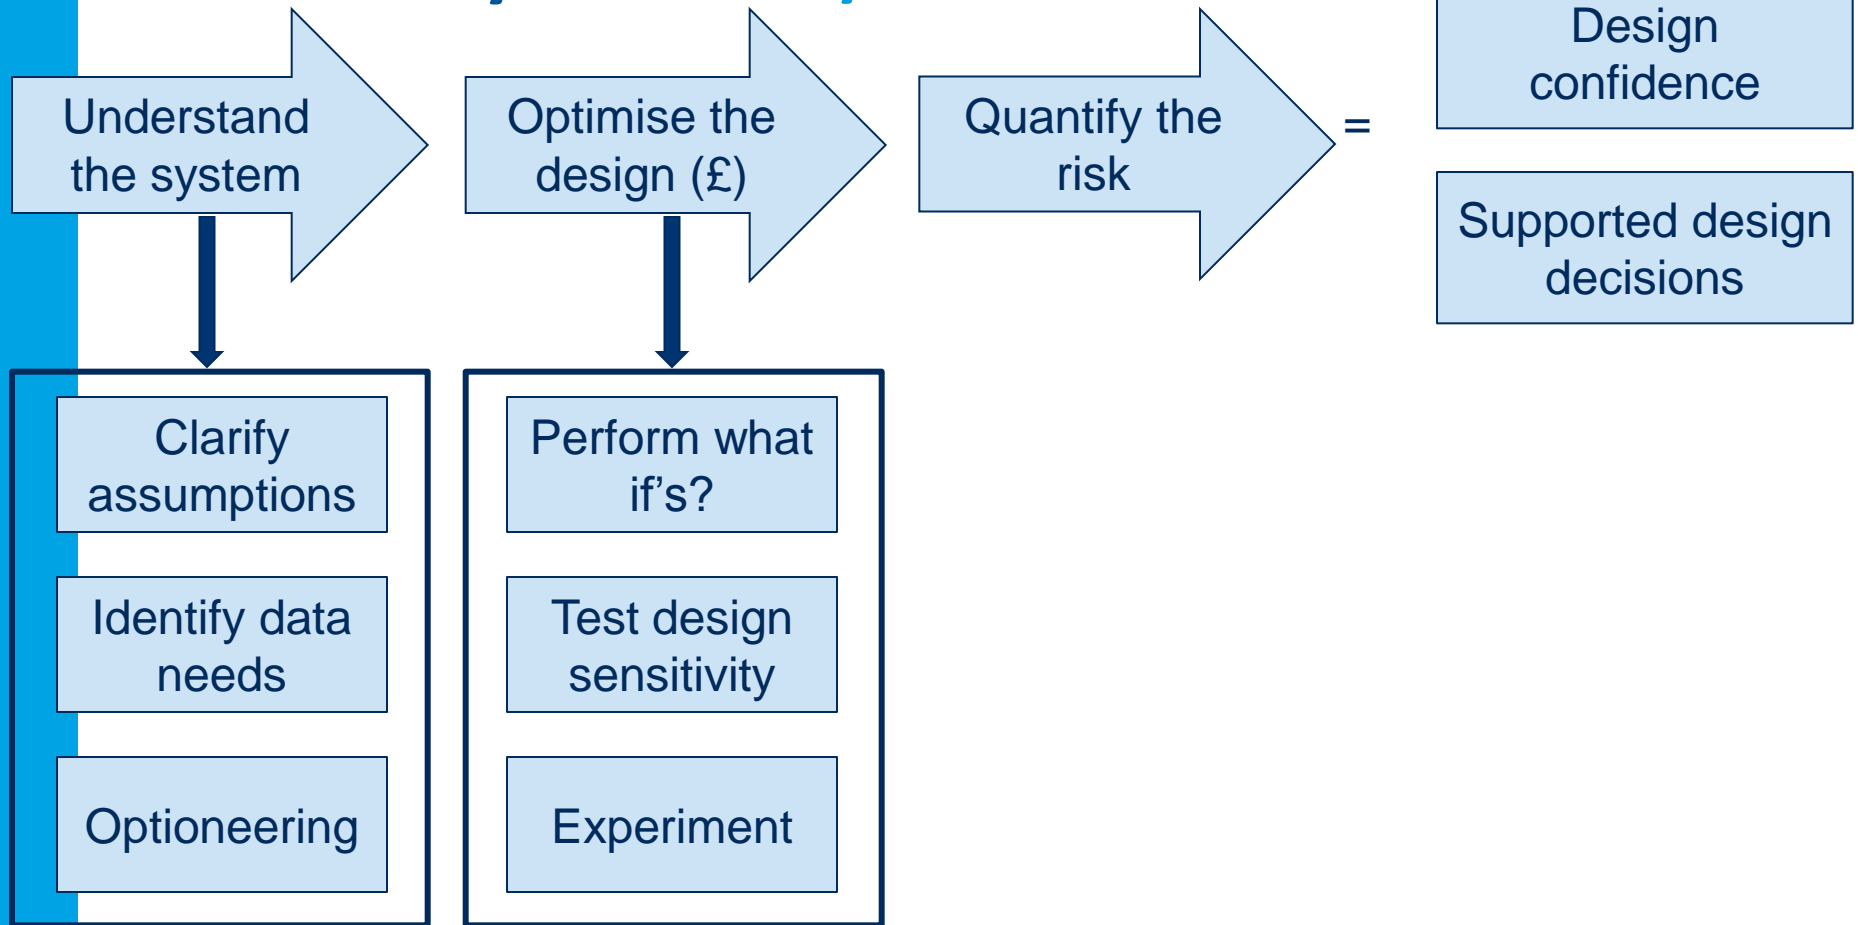 Understand
the system
Optimise the
design (£)
Quantify the
risk
=
Design
confidence
Supported design
decisions
Clarify
assumptions
Identify data
needs
Optioneering
Perform what
if’s?
Test design
sensitivity
Experiment